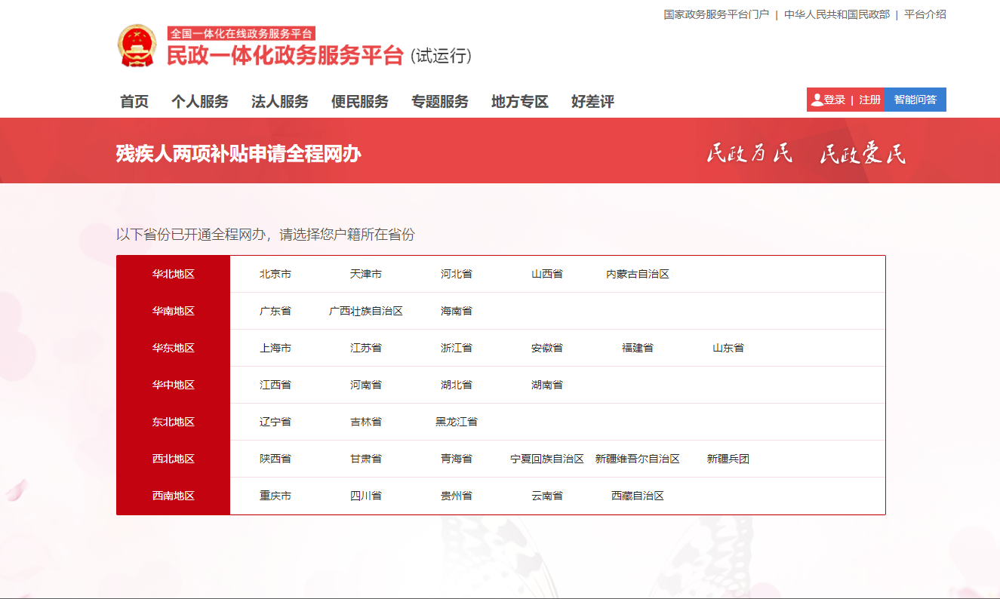 国家政务服务平台门户 | 中华人民共和国民政部 | 平台介绍
全国一体化在线政务服务平台
民政一体化政务服务平台 (试运行)
首页 个人服务 法人服务 便民服务 专题服务 地方专区 好差评
登录 | 注册 智能问答
残疾人两项补贴申请全程网办
民政为民 民政爱民
以下省份已开通全程网办，请选择您户籍所在省份
华北地区 北京市 天津市 河北省 山西省 内蒙古自治区
华南地区 广东省 广西壮族自治区 海南省
华东地区 上海市 江苏省 浙江省 安徽省 福建省 山东省
华中地区 江西省 河南省 湖北省 湖南省
东北地区 辽宁省 吉林省 黑龙江省
西北地区 陕西省 甘肃省 青海省 宁夏回族自治区 新疆维吾尔自治区 新疆兵团
西南地区 重庆市 四川省 贵州省 云南省 西藏自治区